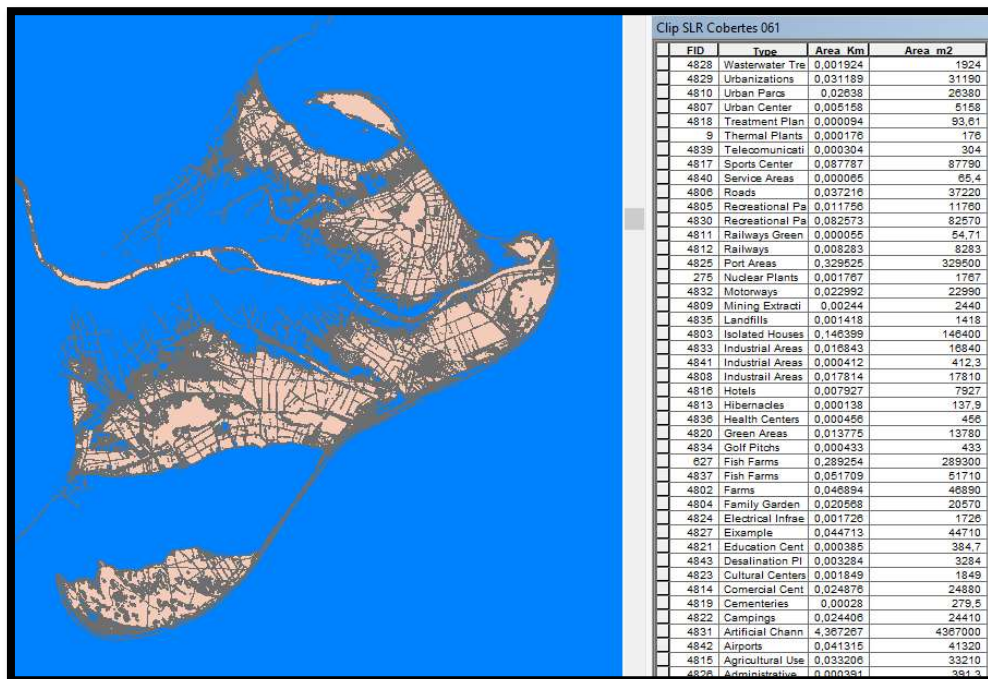 Clip SLR Cobertes 061
FID Type Area_Km Area_m2
4828 Wasterwater Tre 0,001924 1924
4829 Urbanizations 0,031189 31190
4810 Urban Parcs 0,02638 26380
4807 Urban Center 0,005158 5158
4818 Treatment Plan 0,000094 93,61
9 Thermal Plants 0,000176 176
4839 Telecomunicati 0,000304 304
4817 Sports Center 0,087787 87790
4840 Service Areas 0,000065 65,4
4806 Roads 0,037216 37220
4805 Recreational Pa 0,011756 11760
4830 Recreational Pa 0,082573 82570
4811 Railways Green 0,000055 54,71
4812 Railways 0,008283 8283
4825 Port Areas 0,329525 329500
275 Nuclear Plants 0,001767 1767
4832 Motorways 0,022992 22990
4809 Mining Extracti 0,00244 2440
4835 Landfills 0,001418 1418
4803 Isolated Houses 0,146399 146400
4833 Industrial Areas 0,016843 16840
4841 Industrial Areas 0,000412 412,3
4808 Industrail Areas 0,017814 17810
4816 Hotels 0,007927 7927
4813 Hibernacles 0,000138 137,9
4836 Health Centers 0,000456 456
4820 Green Areas 0,013775 13780
4834 Golf Pitchs 0,000433 433
627 Fish Farms 0,289254 289300
4837 Fish Farms 0,051709 51710
4802 Farms 0,046894 46890
4804 Family Garden 0,020568 20570
4824 Electrical Infrae 0,001726 1726
4827 Eixample 0,044713 44710
4821 Education Cent 0,000385 384,7
4843 Desalination Pl 0,003284 3284
4823 Cultural Centers 0,001849 1849
4814 Comercial Cent 0,024876 24880
4819 Cementeries 0,00028 279,5
4822 Campings 0,024406 24410
4831 Artificial Chann 4,367267 4367000
4842 Airports 0,041315 41320
4815 Agricultural Use 0,033206 33210
4826 Administrative 0,000391 391,3